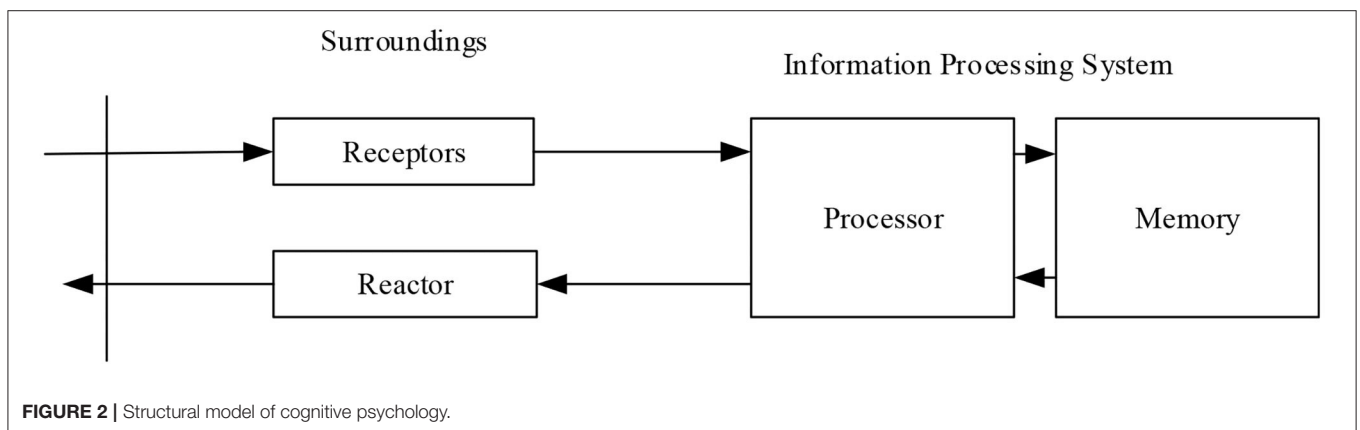 Surroundings
Information Processing System
Receptors
Processor
Memory
Reactor
FIGURE 2 | Structural model of cognitive psychology.